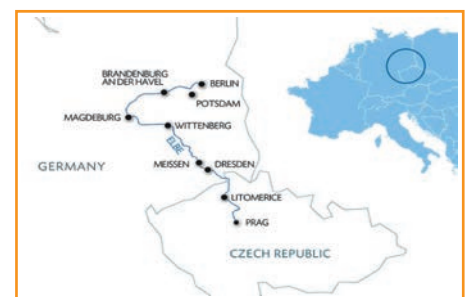 BRANDENBURG
AN DER HAVEL
BERLIN
POTSDAM
MAGDEBURG
WITTENBERG
ELBE
GERMANY
MEISSEN
DRESDEN
LITOMERICE
PRAG
CZECH REPUBLIC